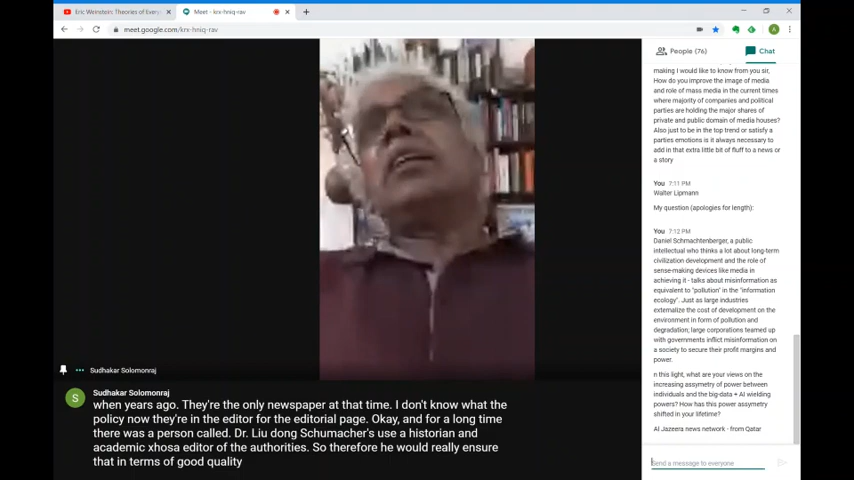 Eric Weinstein: Theories of Every
Meet - knr-hniq-rav
meet.google.com/knr-hniq-rav
People (76)
Chat
making I would like to know from you sir,
How do you improve the image of media
and role of mass media in the current times
where majority of companies and political
parties are holding the major shares of
private and public domain of media houses?
Also just to be in the top trend or satisfy a
parties emotions is it always necessary to
add in that extra little bit of fluff to a news or
a story
You 7:11 PM
Walter Lipmann
My question (apologies for length):
You 7:12 PM
Daniel Schmachtenberger, a public
intellectual who thinks a lot about long-term
civilization development and the role of
sense-making devices like media in
achieving it - talks about misinformation as
equivalent to "pollution" in the "information
ecology". Just as large industries
externalize the cost of development on the
environment in form of pollution and
degradation; large corporations teamed up
with governments inflict misinformation on
a society to secure their profit margins and
power.
n this light, what are your views on the
increasing assymetry of power between
individuals and the big-data + AI wielding
powers? How has this power assymetry
shifted in your lifetime?
Al Jazeera news network - from Qatar
Send a message to everyone
Sudhakar Solomonraj
S
Sudhakar Solomonraj
when years ago. They're the only newspaper at that time. I don't know what the
policy now they're in the editor for the editorial page. Okay, and for a long time
there was a person called. Dr. Liu dong Schumacher's use a historian and
academic xhosa editor of the authorities. So therefore he would really ensure
that in terms of good quality